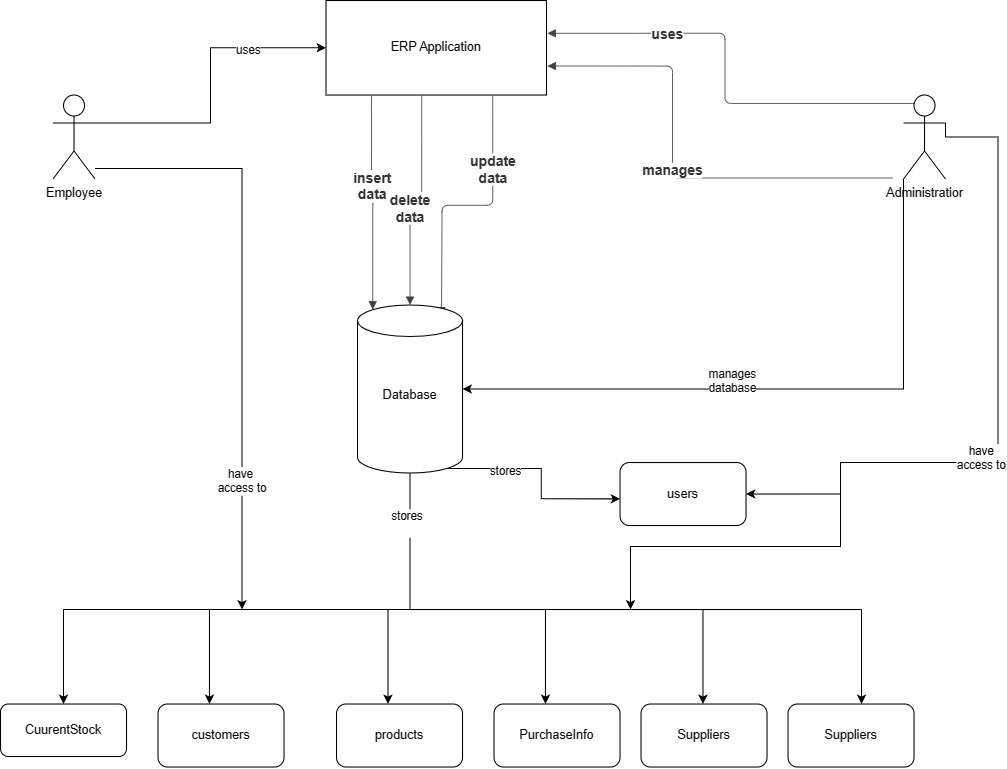 ERP Application
uses
uses
Employee
Administratior
manages
insert
data
delete
data
update
data
Database
manages
database
have
access to
have
access to
stores
users
stores
CuurentStock
customers
products
PurchaseInfo
Suppliers
Suppliers